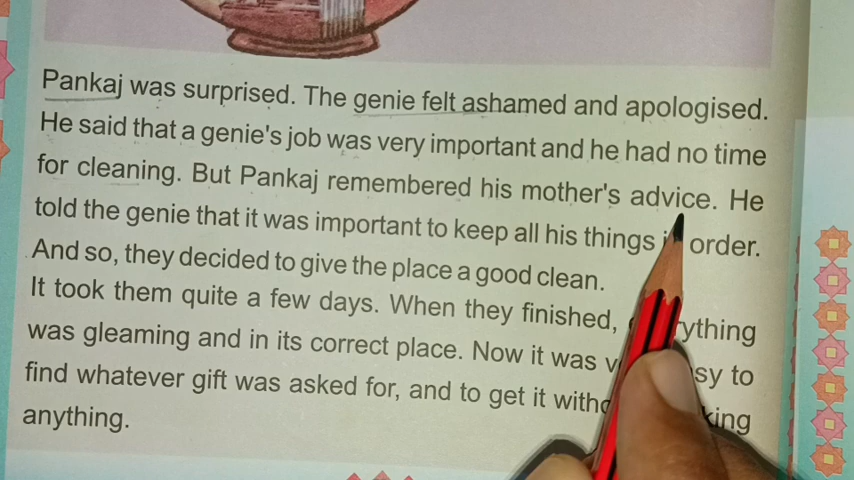 Pankaj was surprised. The genie felt ashamed and apologised.
He said that a genie's job was very important and he had no time
for cleaning. But Pankaj remembered his mother's advice. He
told the genie that it was important to keep all his things order.
And so, they decided to give the place a good clean.
It took them quite a few days. When they finished,
was gleaming and in its correct place. Now it was to
find whatever gift was asked for, and to get it
anything.